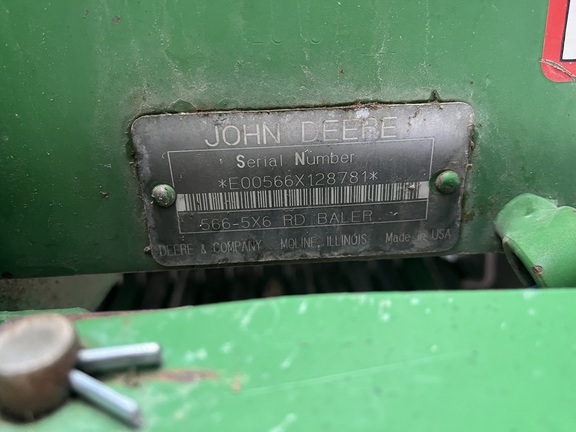 JOHN DEERE
Serial Number
*E00566X128781*
566-5X6 RD BALER
DEERE & COMPANY MOLINE, ILLINOIS Made in USA